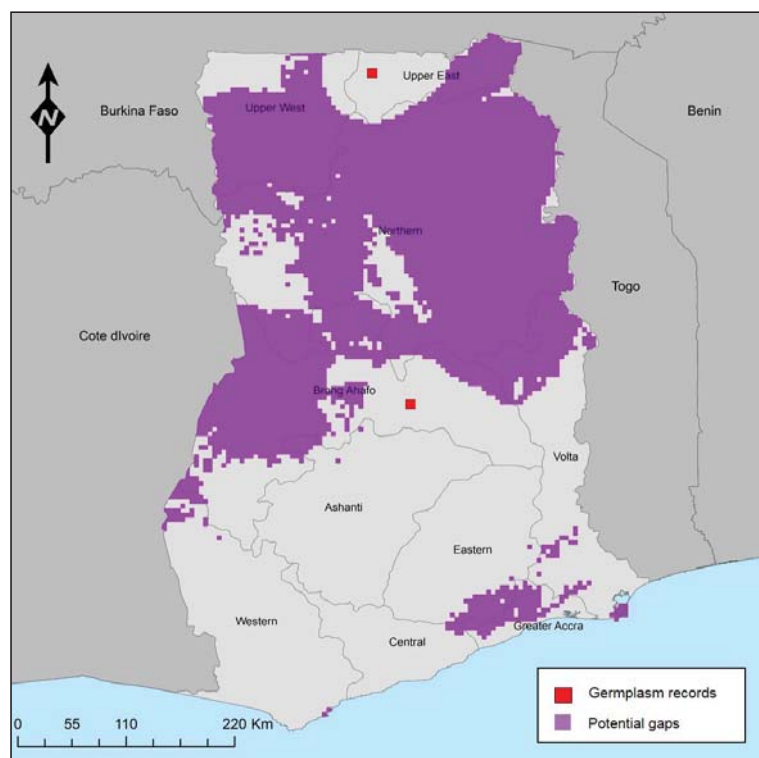 Upper East
Burkina Faso
Upper West
Benin
N
Northern
Togo
Cote dIvoire
Brong Ahafo
Volta
Ashanti
Eastern
Western
Central
Greater Accra
Germplasm records
Potential gaps
0 55 110 220 Km